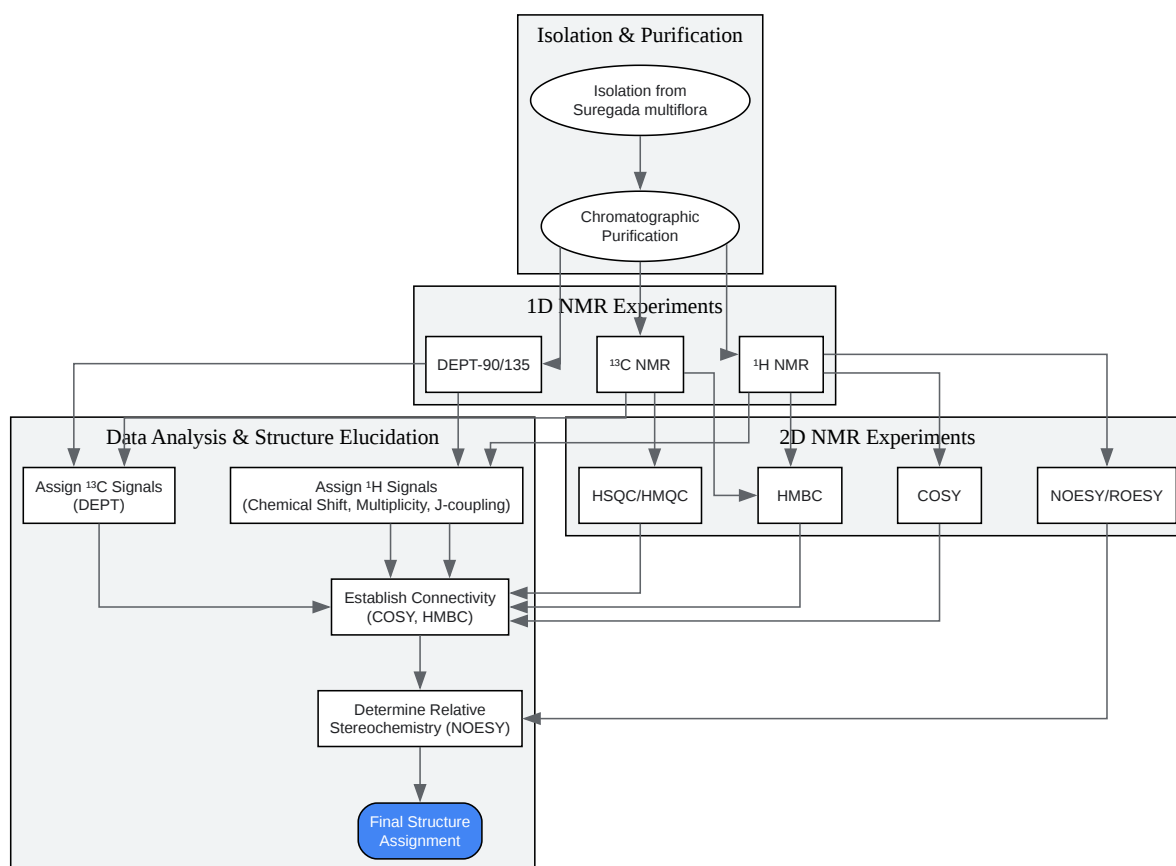 Isolation & Purification
Isolation from
Suregada multiflora
Chromatographic
Purification
1D NMR Experiments
DEPT-90/135
¹³C NMR
¹H NMR
Data Analysis & Structure Elucidation
2D NMR Experiments
Assign ¹³C Signals
(DEPT)
Assign ¹H Signals
(Chemical Shift, Multiplicity, J-coupling)
HSQC/HMQC
HMBC
COSY
NOESY/ROESY
Establish Connectivity
(COSY, HMBC)
Determine Relative
Stereochemistry (NOESY)
Final Structure
Assignment